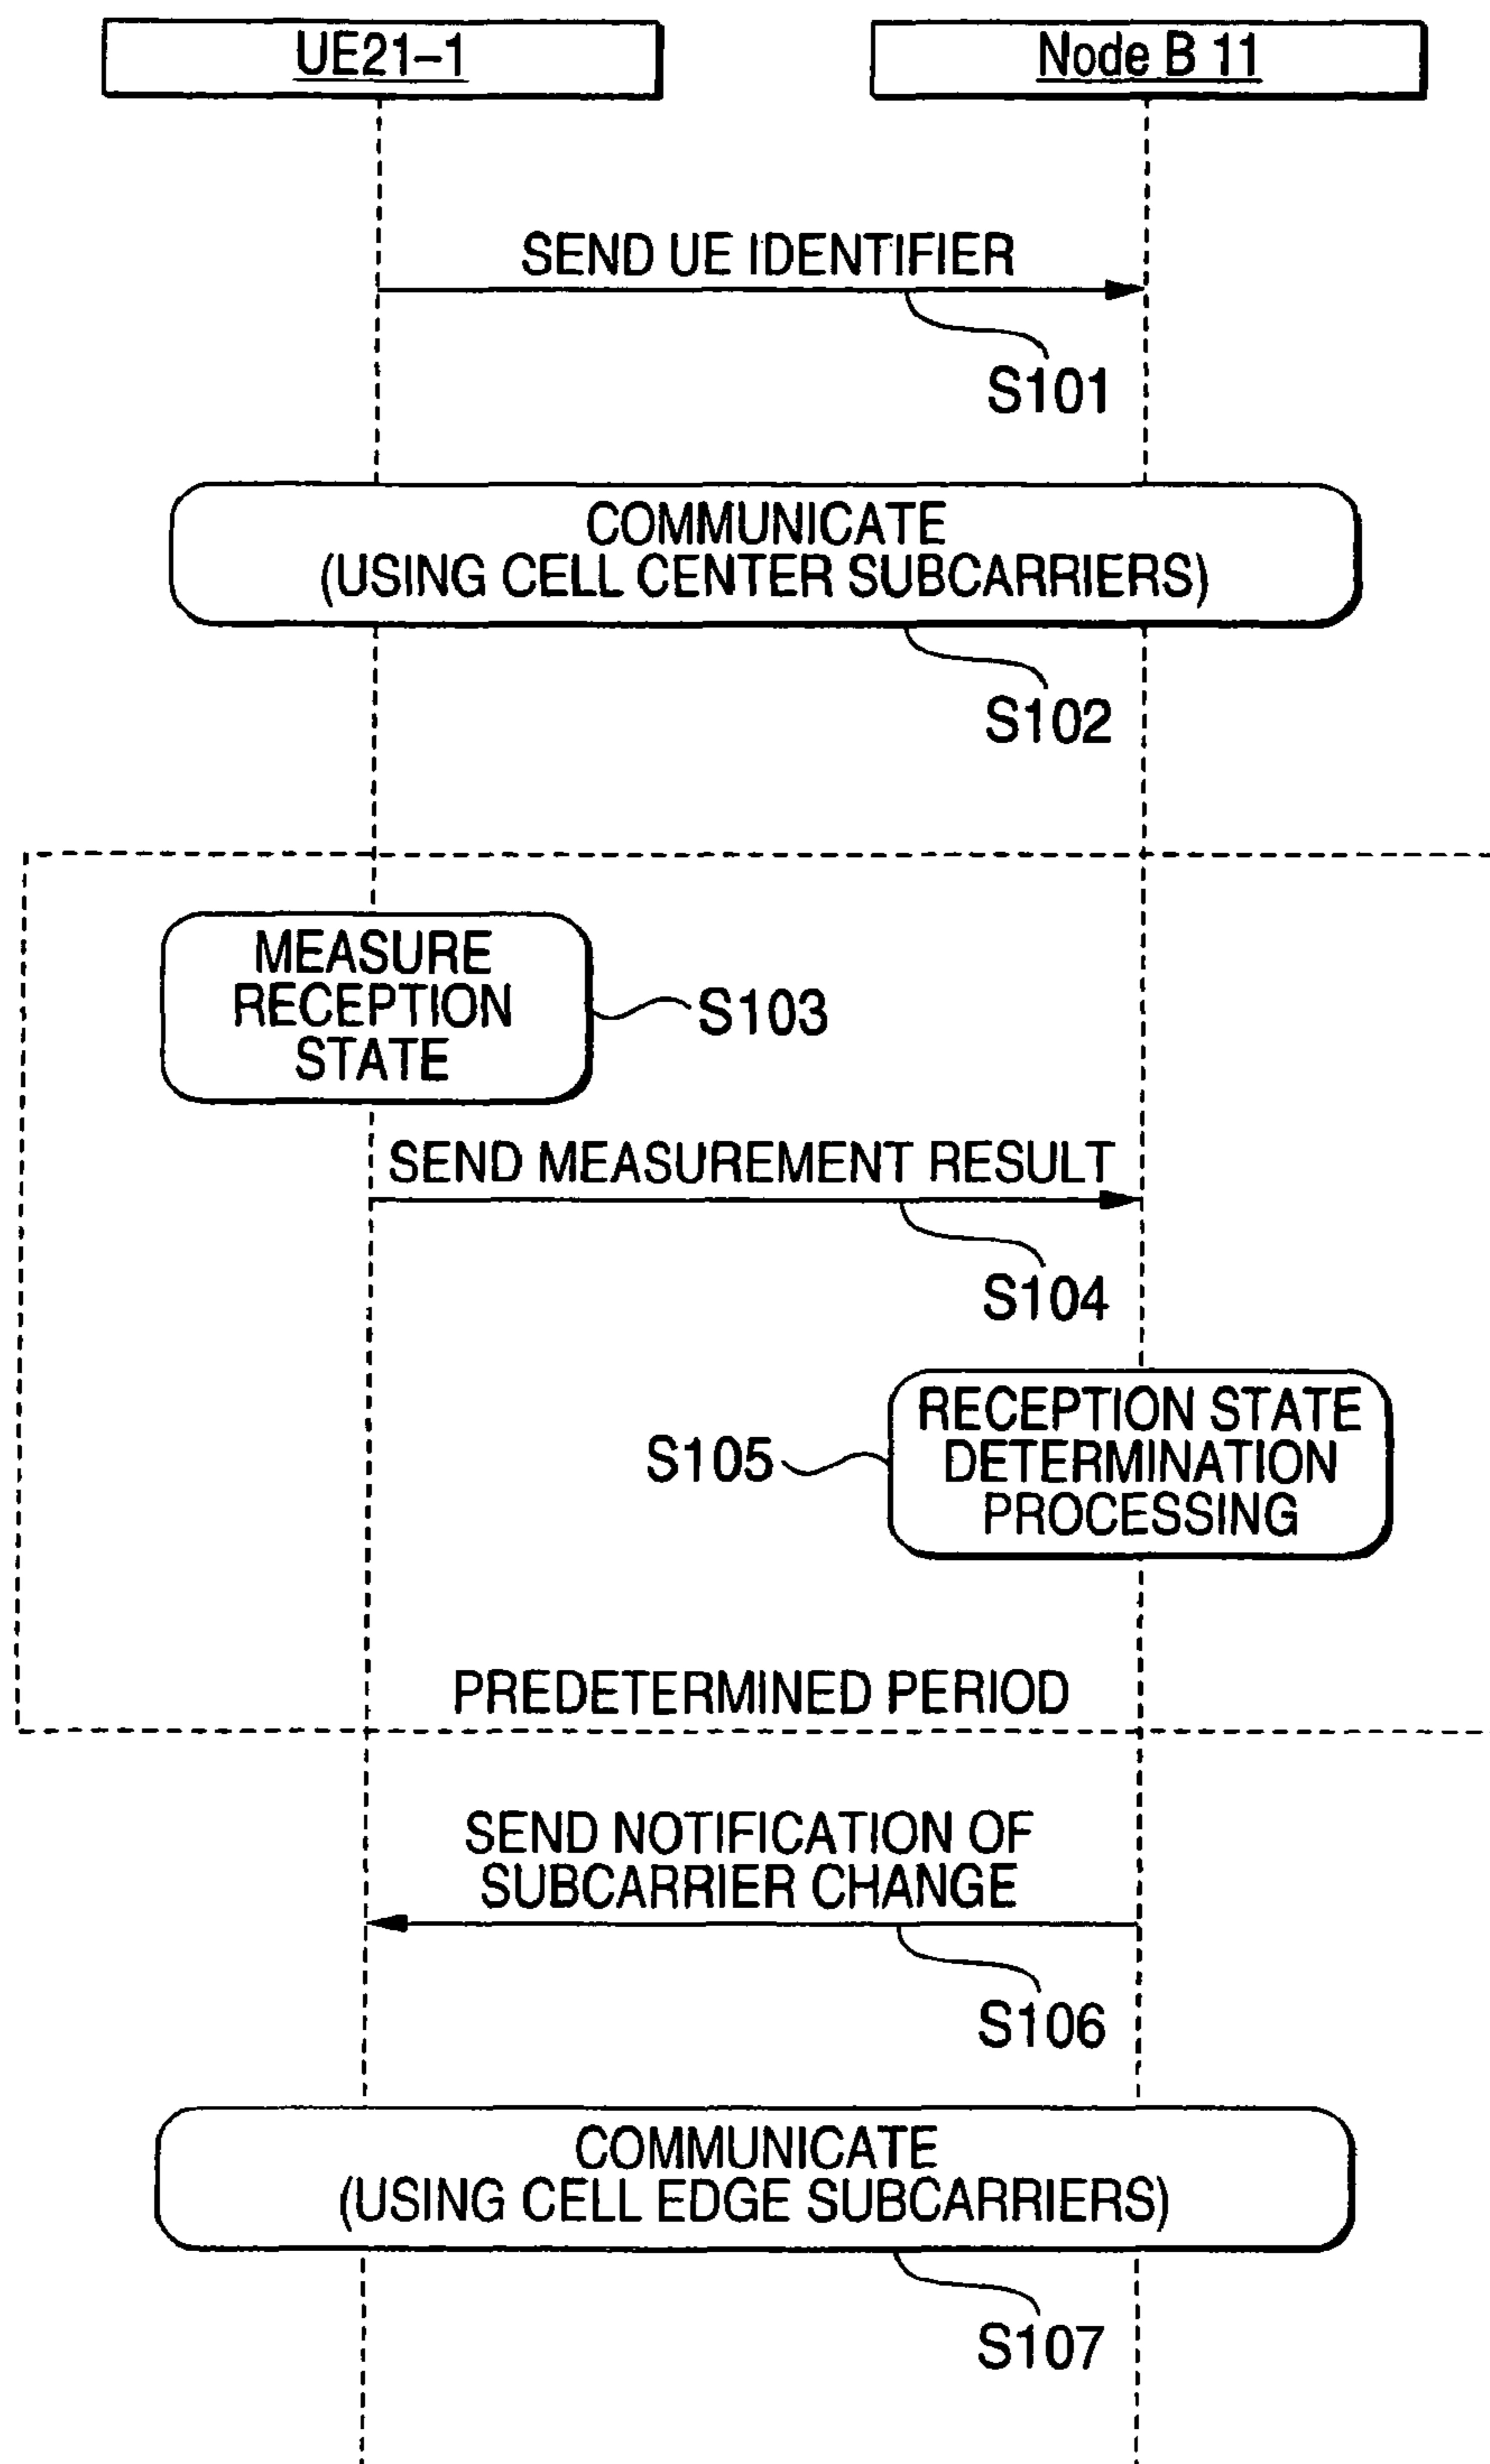 UE21-1
Node B 11
SEND UE IDENTIFIER
S101
COMMUNICATE
(USING CELL CENTER SUBCARRIERS)
S102
MEASURE
RECEPTION
STATE
S103
SEND MEASUREMENT RESULT
S104
RECEPTION STATE
DETERMINATION
PROCESSING
S105
PREDETERMINED PERIOD
SEND NOTIFICATION OF
SUBCARRIER CHANGE
S106
COMMUNICATE
(USING CELL EDGE SUBCARRIERS)
S107